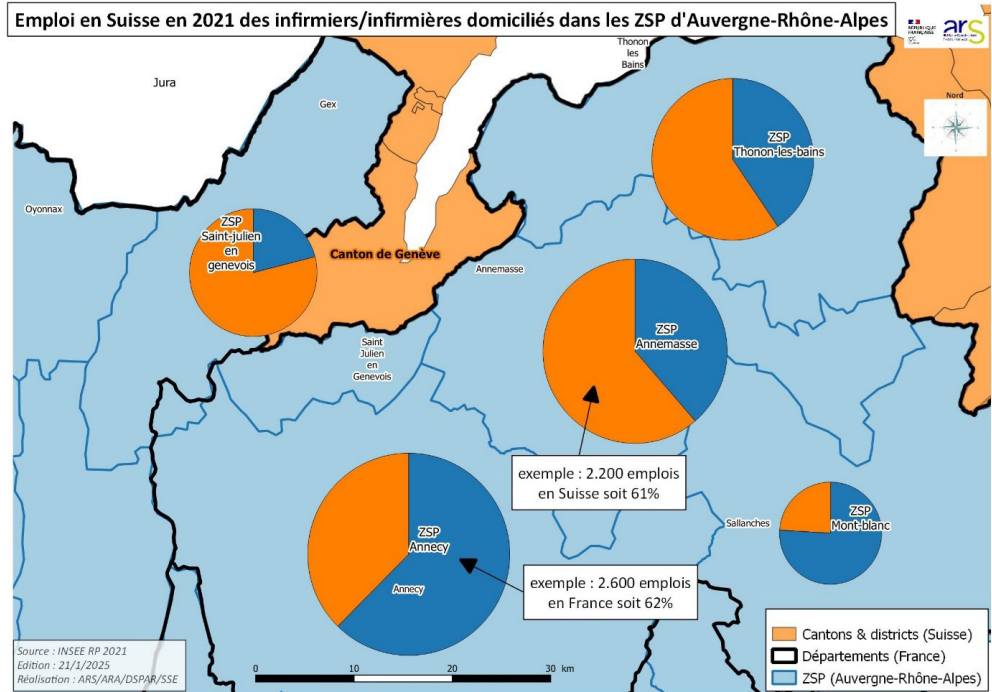 Emploi en Suisse en 2021 des infirmiers/infirmières domiciliés dans les ZSP d'Auvergne-Rhône-Alpes
RÉPUBLIQUE
FRANÇAISE
ars
Thonon
les
Bains
Jura
Gex
Nord
ZSP
Thonon-les-bains
Oyonnax
ZSP
Saint-julien
en
genevois
Canton de Genève
Annemasse
ZSP
Annemasse
Saint
Julien
en
Genevois
exemple : 2.200 emplois
en Suisse soit 61%
ZSP
Mont-blanc
Sallanches
ZSP
Annecy
Annecy
exemple : 2.600 emplois
en France soit 62%
Source : INSEE RP 2021
Edition : 21/1/2025
Réalisation : ARS/ARA/DSPAR/SSE
0 10 20 30 km
Cantons & districts (Suisse)
Départements (France)
ZSP (Auvergne-Rhône-Alpes)